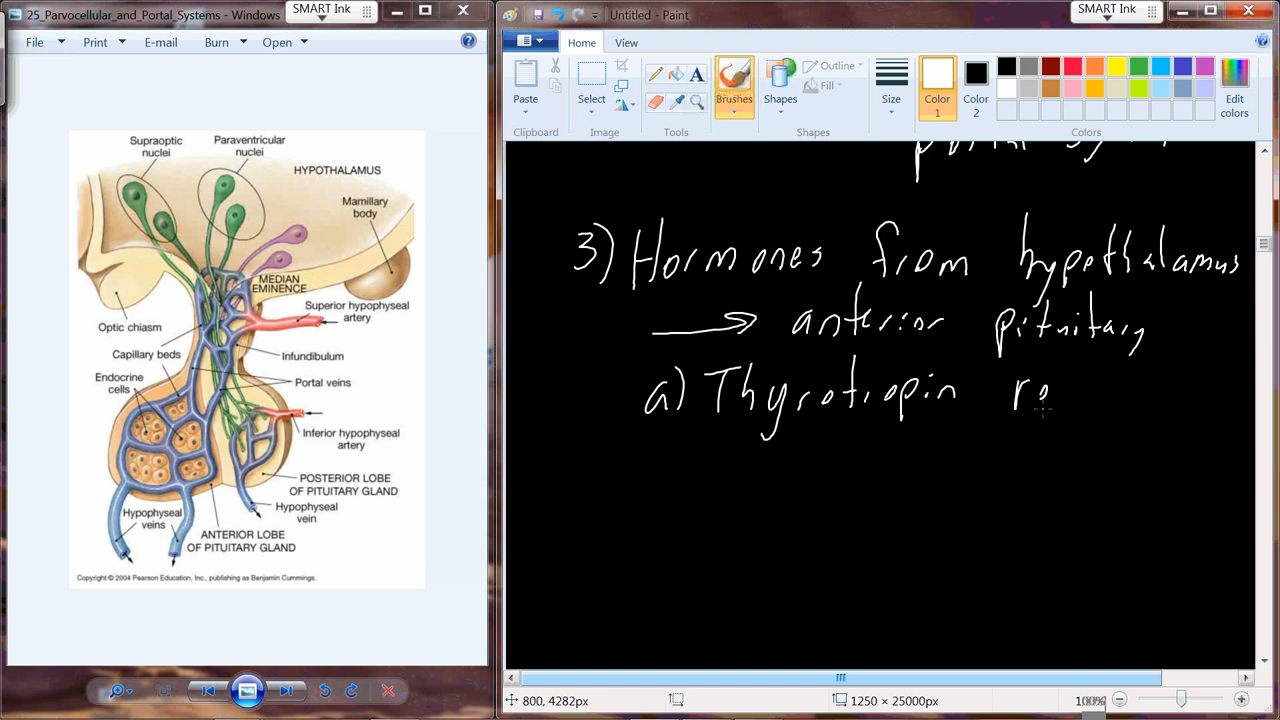 25_Parvocellular_and_Portal_Systems - Windows
SMART Ink
File Print E-mail Burn Open
Supraoptic nuclei
Paraventricular nuclei
HYPOTHALAMUS
Mamillary body
MEDIAN EMINENCE
Superior hypophyseal artery
Optic chiasm
Capillary beds
Infundibulum
Endocrine cells
Portal veins
Inferior hypophyseal artery
POSTERIOR LOBE OF PITUITARY GLAND
Hypophyseal veins
Hypophyseal vein
ANTERIOR LOBE OF PITUITARY GLAND
Copyright © 2004 Pearson Education, Inc., publishing as Benjamin Cummings.
Untitled - Paint
SMART Ink
Home View
Paste
Select
Brushes
Shapes
Outline
Fill
Size
Color 1
Color 2
Edit colors
Clipboard Image Tools Shapes Colors
3) Hormones from hypothalamus
→ anterior pituitary
a) Thyrotropin re
800, 4282px
1250 × 25000px
100%